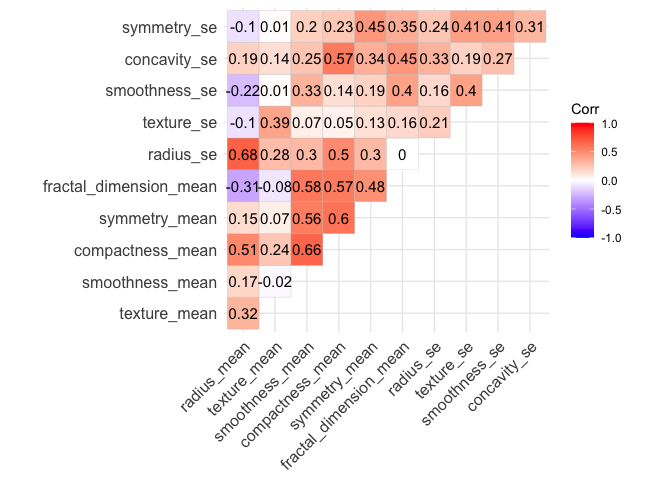 symmetry_se -0.1 0.01 0.2 0.23 0.45 0.35 0.24 0.41 0.41 0.31
concavity_se 0.19 0.14 0.25 0.57 0.34 0.45 0.33 0.19 0.27
smoothness_se -0.22 0.01 0.33 0.14 0.19 0.4 0.16 0.4
texture_se -0.1 0.39 0.07 0.05 0.13 0.16 0.21
radius_se 0.68 0.28 0.3 0.5 0.3 0
fractal_dimension_mean -0.31 -0.08 0.58 0.57 0.48
symmetry_mean 0.15 0.07 0.56 0.6
compactness_mean 0.51 0.24 0.66
smoothness_mean 0.17 -0.02
texture_mean 0.32
radius_mean
texture_mean
smoothness_mean
compactness_mean
symmetry_mean
fractal_dimension_mean
radius_se
texture_se
smoothness_se
concavity_se
Corr
1.0
0.5
0.0
-0.5
-1.0